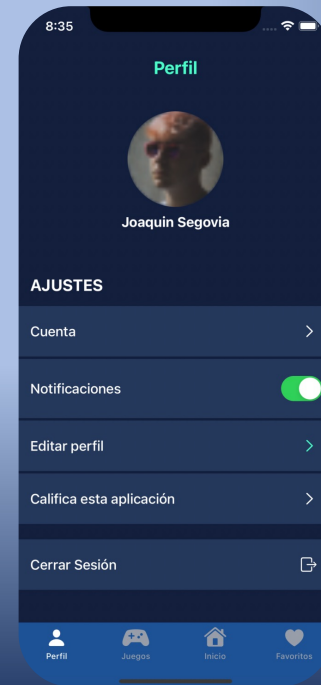 8:35
Perfil
Joaquin Segovia
AJUSTES
Cuenta
Notificaciones
Editar perfil
Califica esta aplicación
Cerrar Sesión
Perfil Juegos Inicio Favoritos